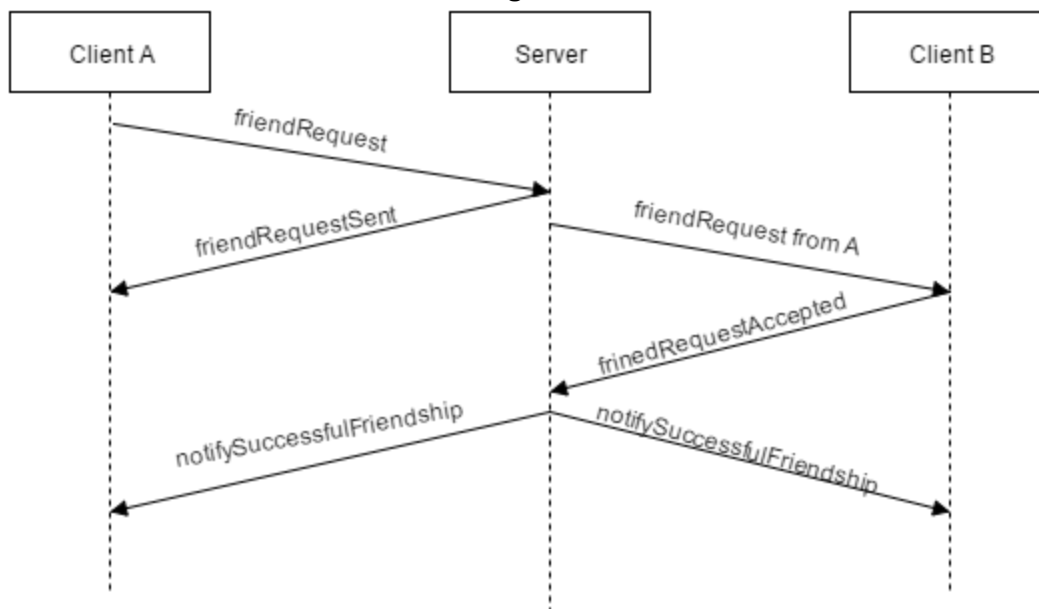 Client A
Server
Client B
friendRequest
friendRequestSent
friendRequest from A
frinedRequestAccepted
notifySuccessfulFriendship
notifySuccessfulFriendship